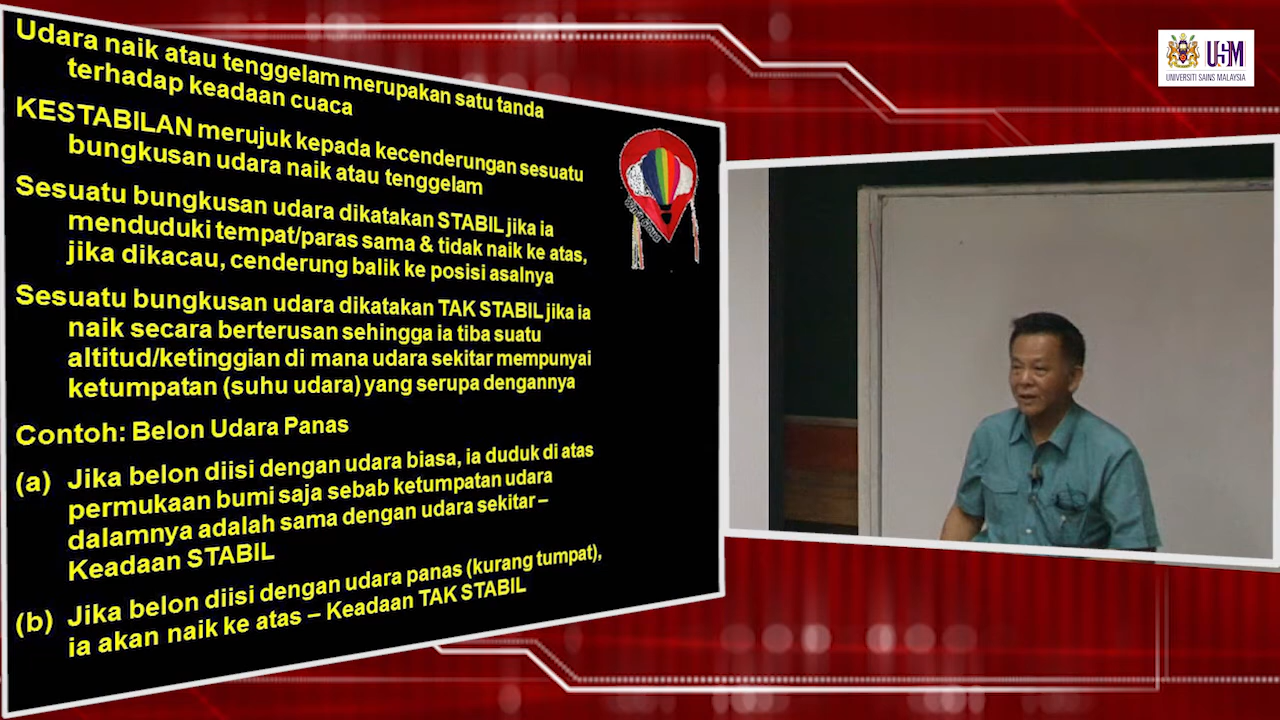 Udara naik atau tenggelam merupakan satu tanda
terhadap keadaan cuaca
KESTABILAN merujuk kepada kecenderungan sesuatu
bungkusan udara naik atau tenggelam
Sesuatu bungkusan udara dikatakan STABIL jika ia
menduduki tempat/paras sama & tidak naik ke atas,
jika dikacau, cenderung balik ke posisi asalnya
Sesuatu bungkusan udara dikatakan TAK STABIL jika ia
naik secara berterusan sehingga ia tiba suatu
altitud/ketinggian di mana udara sekitar mempunyai
ketumpatan (suhu udara) yang serupa dengannya
Contoh: Belon Udara Panas
(a) Jika belon diisi dengan udara biasa, ia duduk di atas
permukaan bumi saja sebab ketumpatan udara
dalamnya adalah sama dengan udara sekitar –
Keadaan STABIL
(b) Jika belon diisi dengan udara panas (kurang tumpat),
ia akan naik ke atas – Keadaan TAK STABIL
USM
UNIVERSITI SAINS MALAYSIA